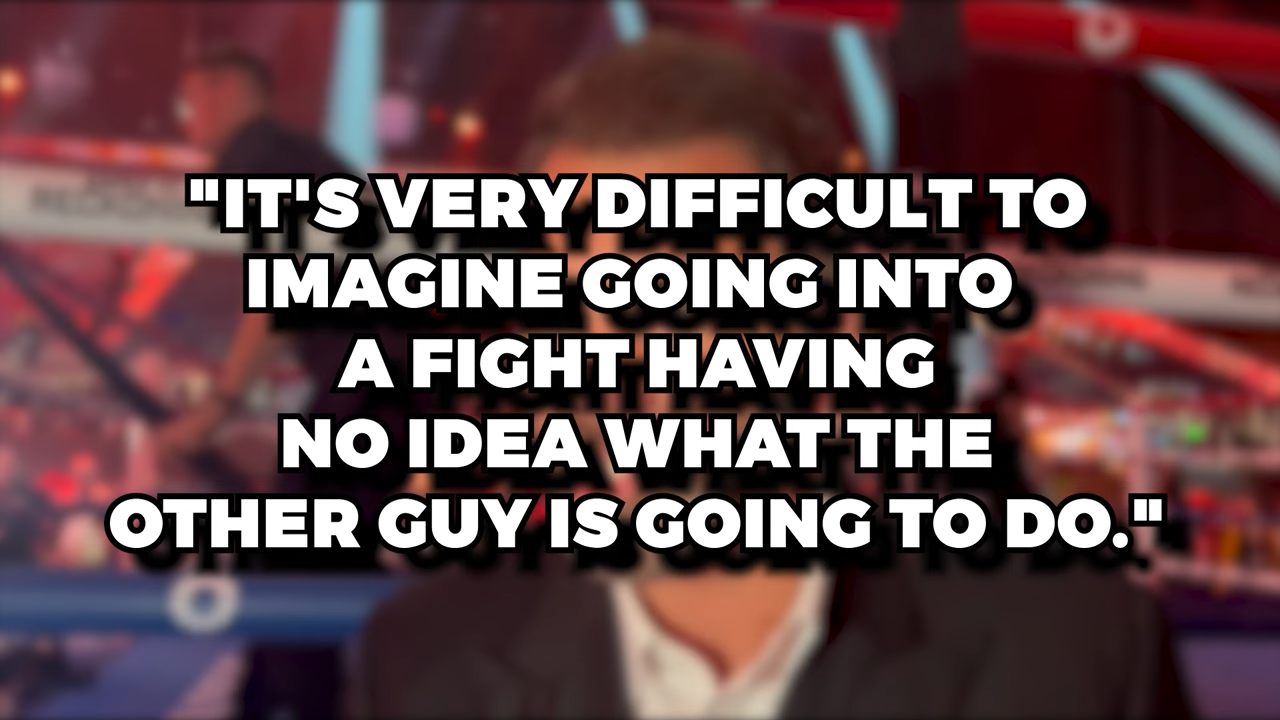 "IT'S VERY DIFFICULT TO
IMAGINE GOING INTO
A FIGHT HAVING
NO IDEA WHAT THE
OTHER GUY IS GOING TO DO."